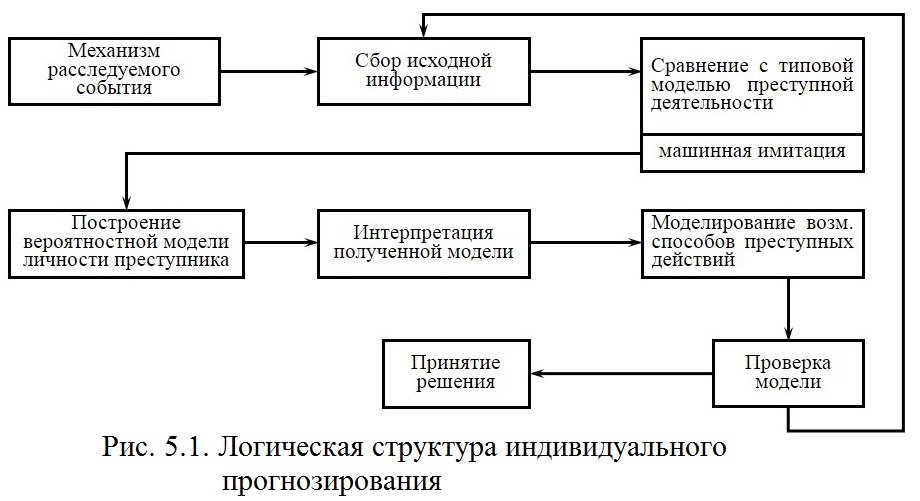 Механизм
расследуемого
события
Сбор исходной
информации
Сравнение с типовой
моделью преступной
деятельности
машинная имитация
Построение
вероятностной модели
личности преступника
Интерпретация
полученной модели
Моделирование возм.
способов преступных
действий
Принятие
решения
Проверка
модели
Рис. 5.1. Логическая структура индивидуального
прогнозирования